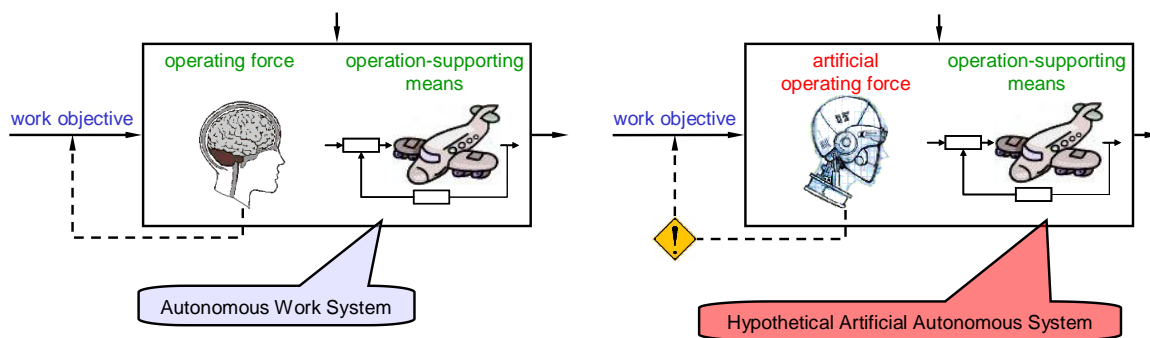 operating force
operation-supporting
means
work objective
Autonomous Work System
artificial
operating force
operation-supporting
means
work objective
!
Hypothetical Artificial Autonomous System